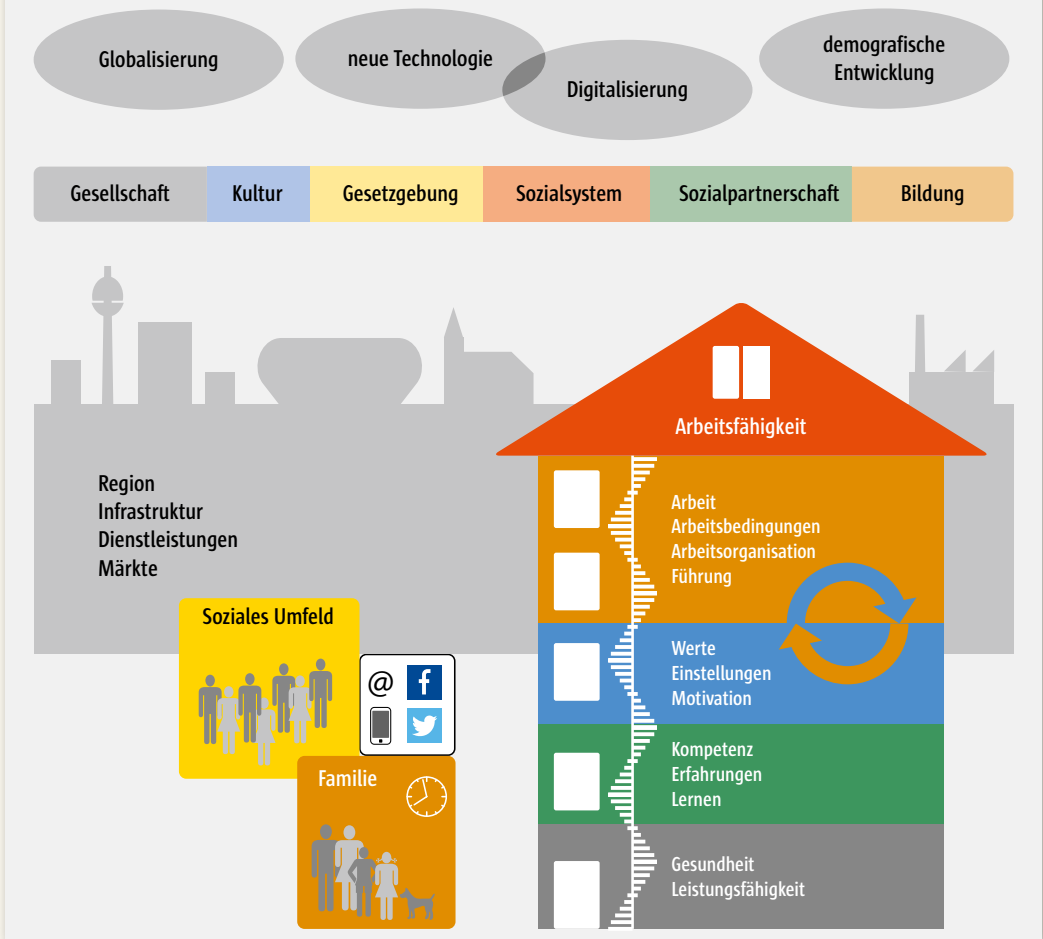 Globalisierung
neue Technologie
Digitalisierung
demografische
Entwicklung
Gesellschaft
Kultur
Gesetzgebung
Sozialsystem
Sozialpartnerschaft
Bildung
Arbeitsfähigkeit
Region
Infrastruktur
Dienstleistungen
Märkte
Arbeit
Arbeitsbedingungen
Arbeitsorganisation
Führung
Soziales Umfeld
@
f
Werte
Einstellungen
Motivation
Familie
Kompetenz
Erfahrungen
Lernen
Gesundheit
Leistungsfähigkeit